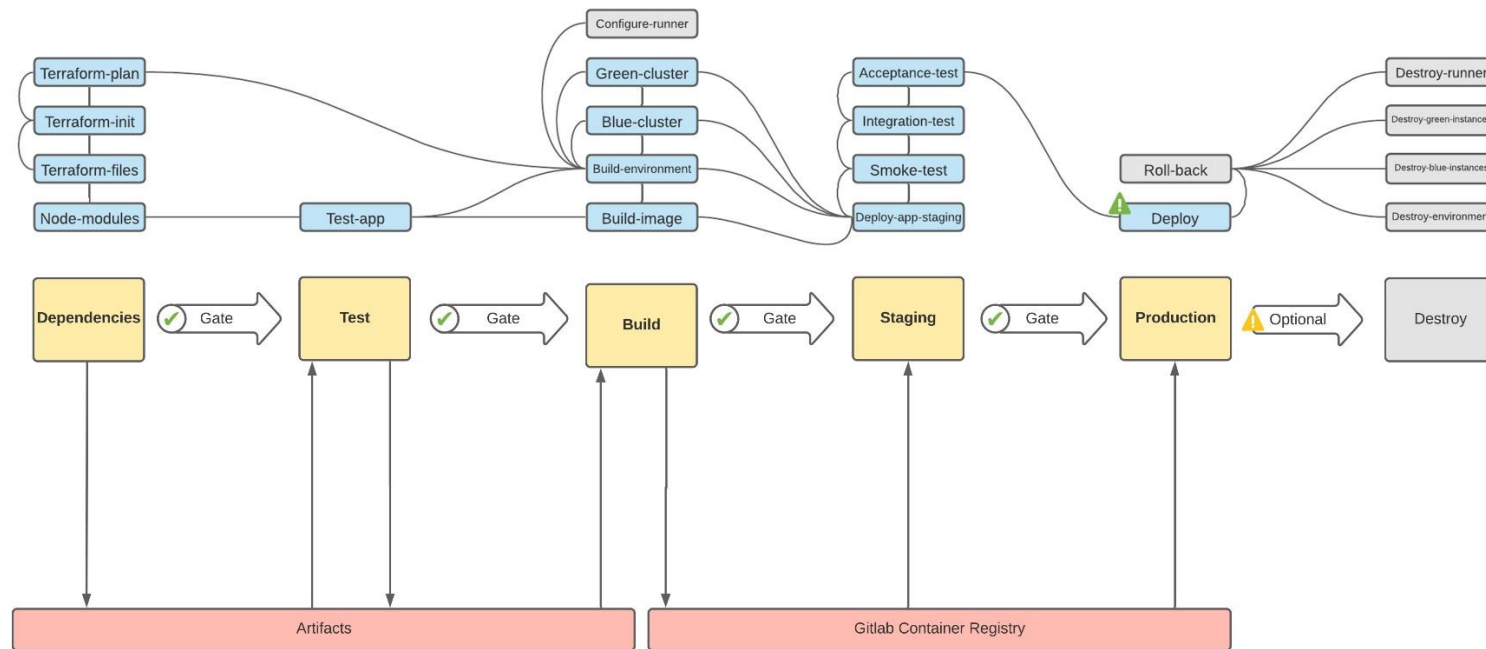 Configure-runner
Terraform-plan
Green-cluster
Acceptance-test
Destroy-runner
Terraform-init
Blue-cluster
Integration-test
Destroy-green-instance
Terraform-files
Build-environment
Smoke-test
Roll-back
Destroy-blue-instances
Node-modules
Test-app
Build-image
Deploy-app-staging
Deploy
Destroy-environment
Dependencies
Gate
Test
Gate
Build
Gate
Staging
Gate
Production
Optional
Destroy
Artifacts
Gitlab Container Registry